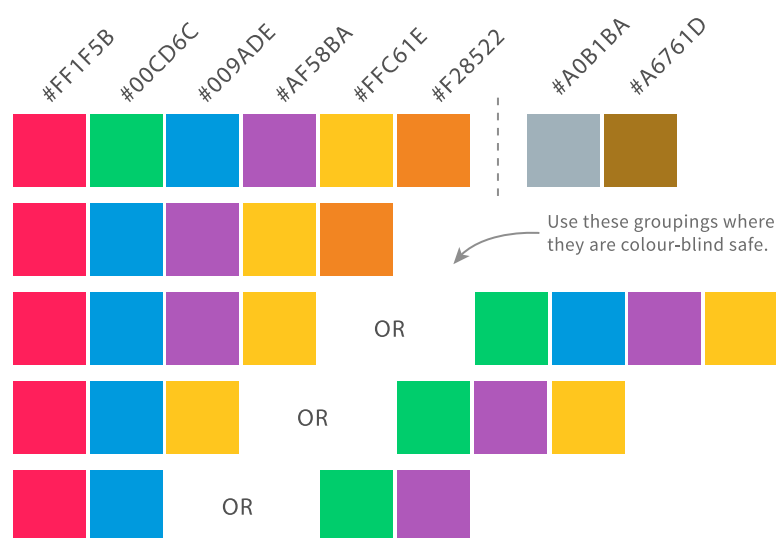 #FF1F5B
#00CD6C
#009ADE
#AF58BA
#FFC61E
#F28522
#A0B1BA
#A6761D
Use these groupings where
they are colour-blind safe.
OR
OR
OR